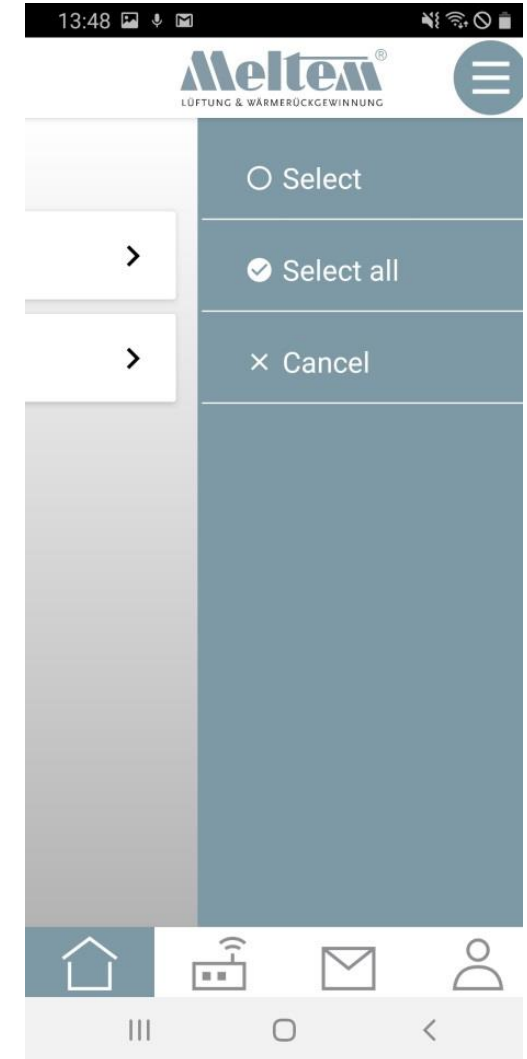 13:48
Meltem®
LÜFTUNG & WÄRMERÜCKGEWINNUNG
Select
Select all
Cancel